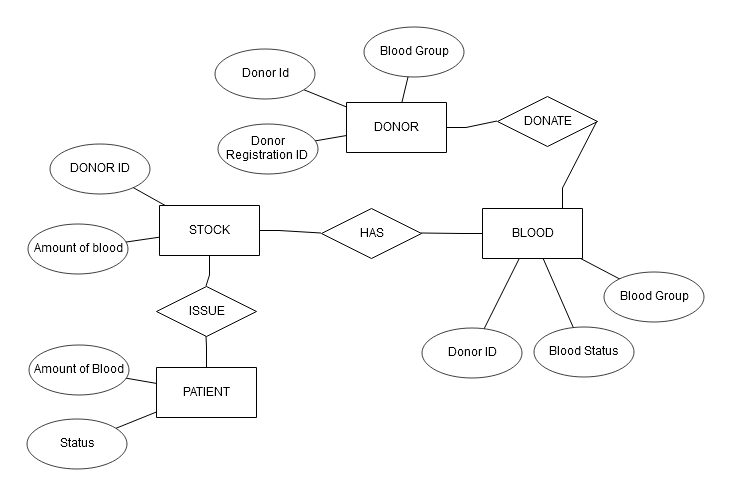 Blood Group
Donor Id
DONOR
DONATE
Donor
Registration ID
DONOR ID
STOCK
HAS
BLOOD
Amount of blood
Blood Group
ISSUE
Donor ID
Blood Status
Amount of Blood
PATIENT
Status